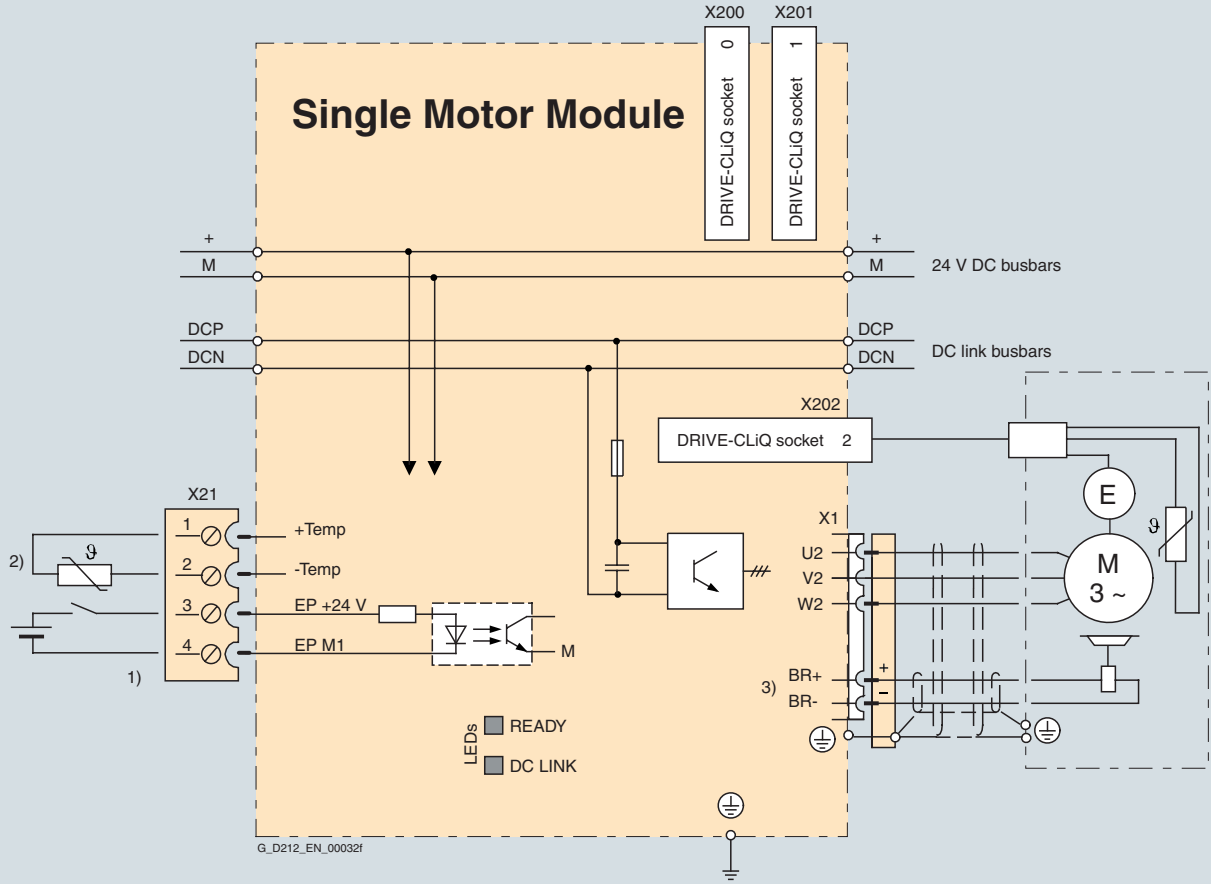 X200 X201
DRIVE-CLiQ socket 0
DRIVE-CLiQ socket 1
Single Motor Module
+ +
M M
24 V DC busbars
DCP DCP
DCN DCN
DC link busbars
X202
DRIVE-CLiQ socket 2
X21
1 +Temp
2) ϑ
2 -Temp
3 EP +24 V
4 EP M1
1)
M
X1
U2
V2
W2
E
ϑ
M
3 ~
3) BR+ +
BR- –
LEDs
READY
DC LINK
G_D212_EN_00032f